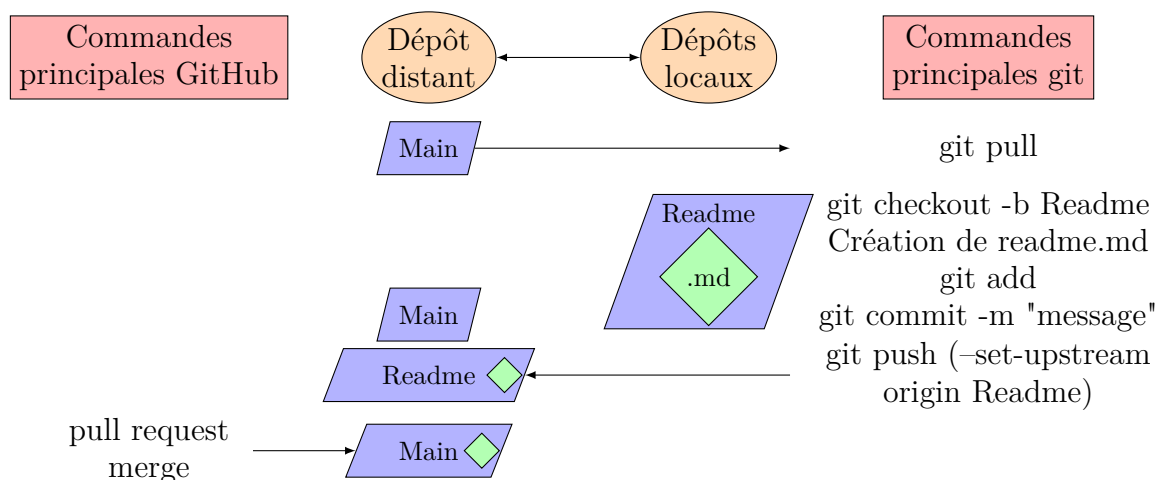 Commandes
principales GitHub
Dépôt
distant
Dépôts
locaux
Commandes
principales git
Main
git pull
Readme
.md
git checkout -b Readme
Création de readme.md
git add
git commit -m "message"
Main
Readme
git push (–set-upstream
origin Readme)
pull request
merge
Main